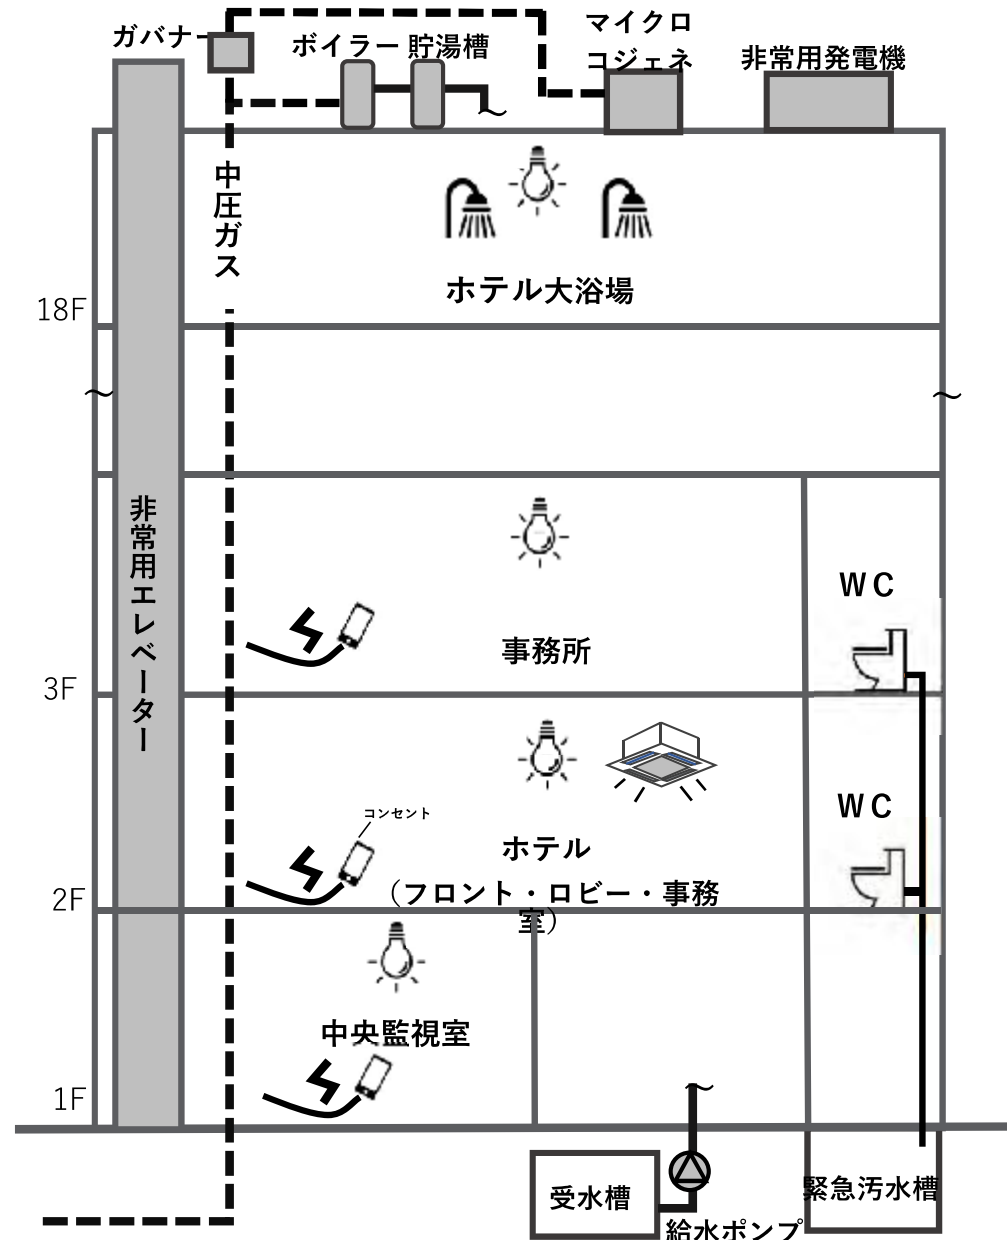 ガバナ
ボイラー 貯湯槽
マイクロ
コジェネ
非常用発電機
中圧ガス
ホテル大浴場
18F
非常用エレベーター
WC
事務所
3F
WC
コンセント
ホテル
（フロント・ロビー・事務
室）
2F
中央監視室
1F
受水槽
給水ポンプ
緊急汚水槽